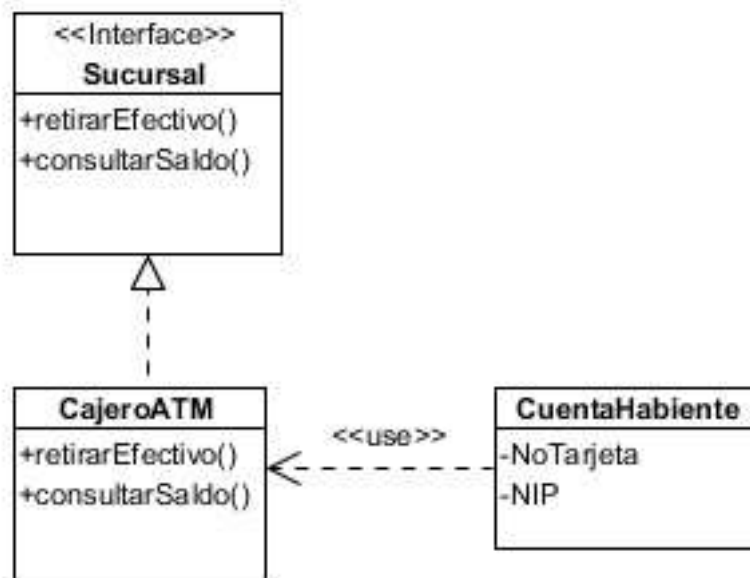 <<Interface>>
Sucursal
+retirarEfectivo()
+consultarSaldo()
CajeroATM
+retirarEfectivo()
+consultarSaldo()
<<use>>
CuentaHabiente
-NoTarjeta
-NIP